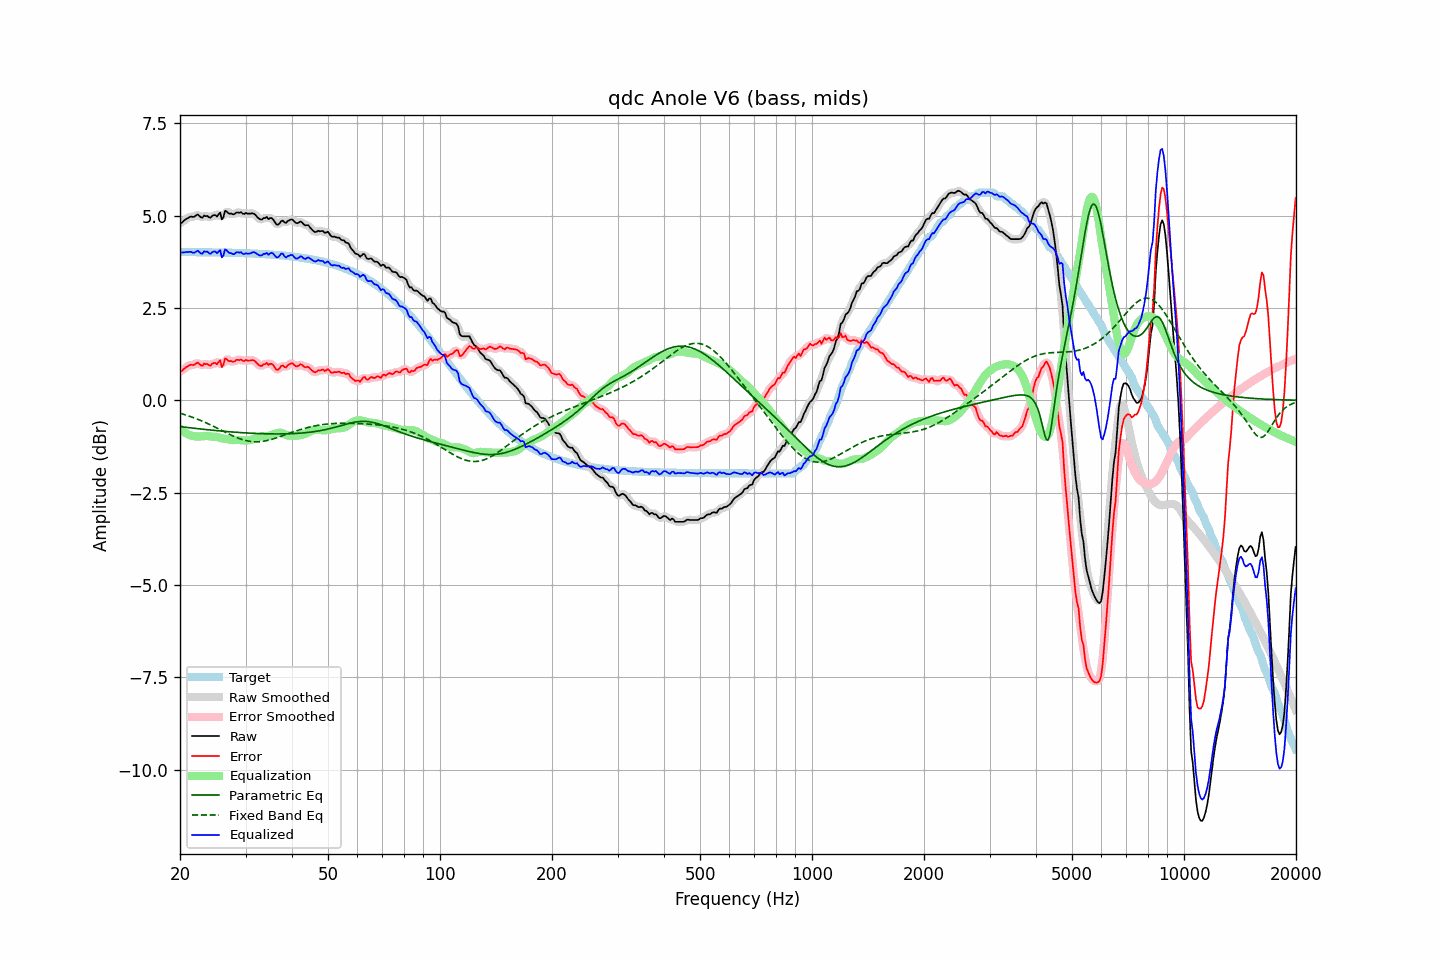 qdc Anole V6 (bass, mids)
7.5
5.0
2.5
0.0
−2.5
−5.0
−7.5
−10.0
Amplitude (dBr)
Target
Raw Smoothed
Error Smoothed
Raw
Error
Equalization
Parametric Eq
Fixed Band Eq
Equalized
20 50 100 200 500 1000 2000 5000 10000 20000
Frequency (Hz)